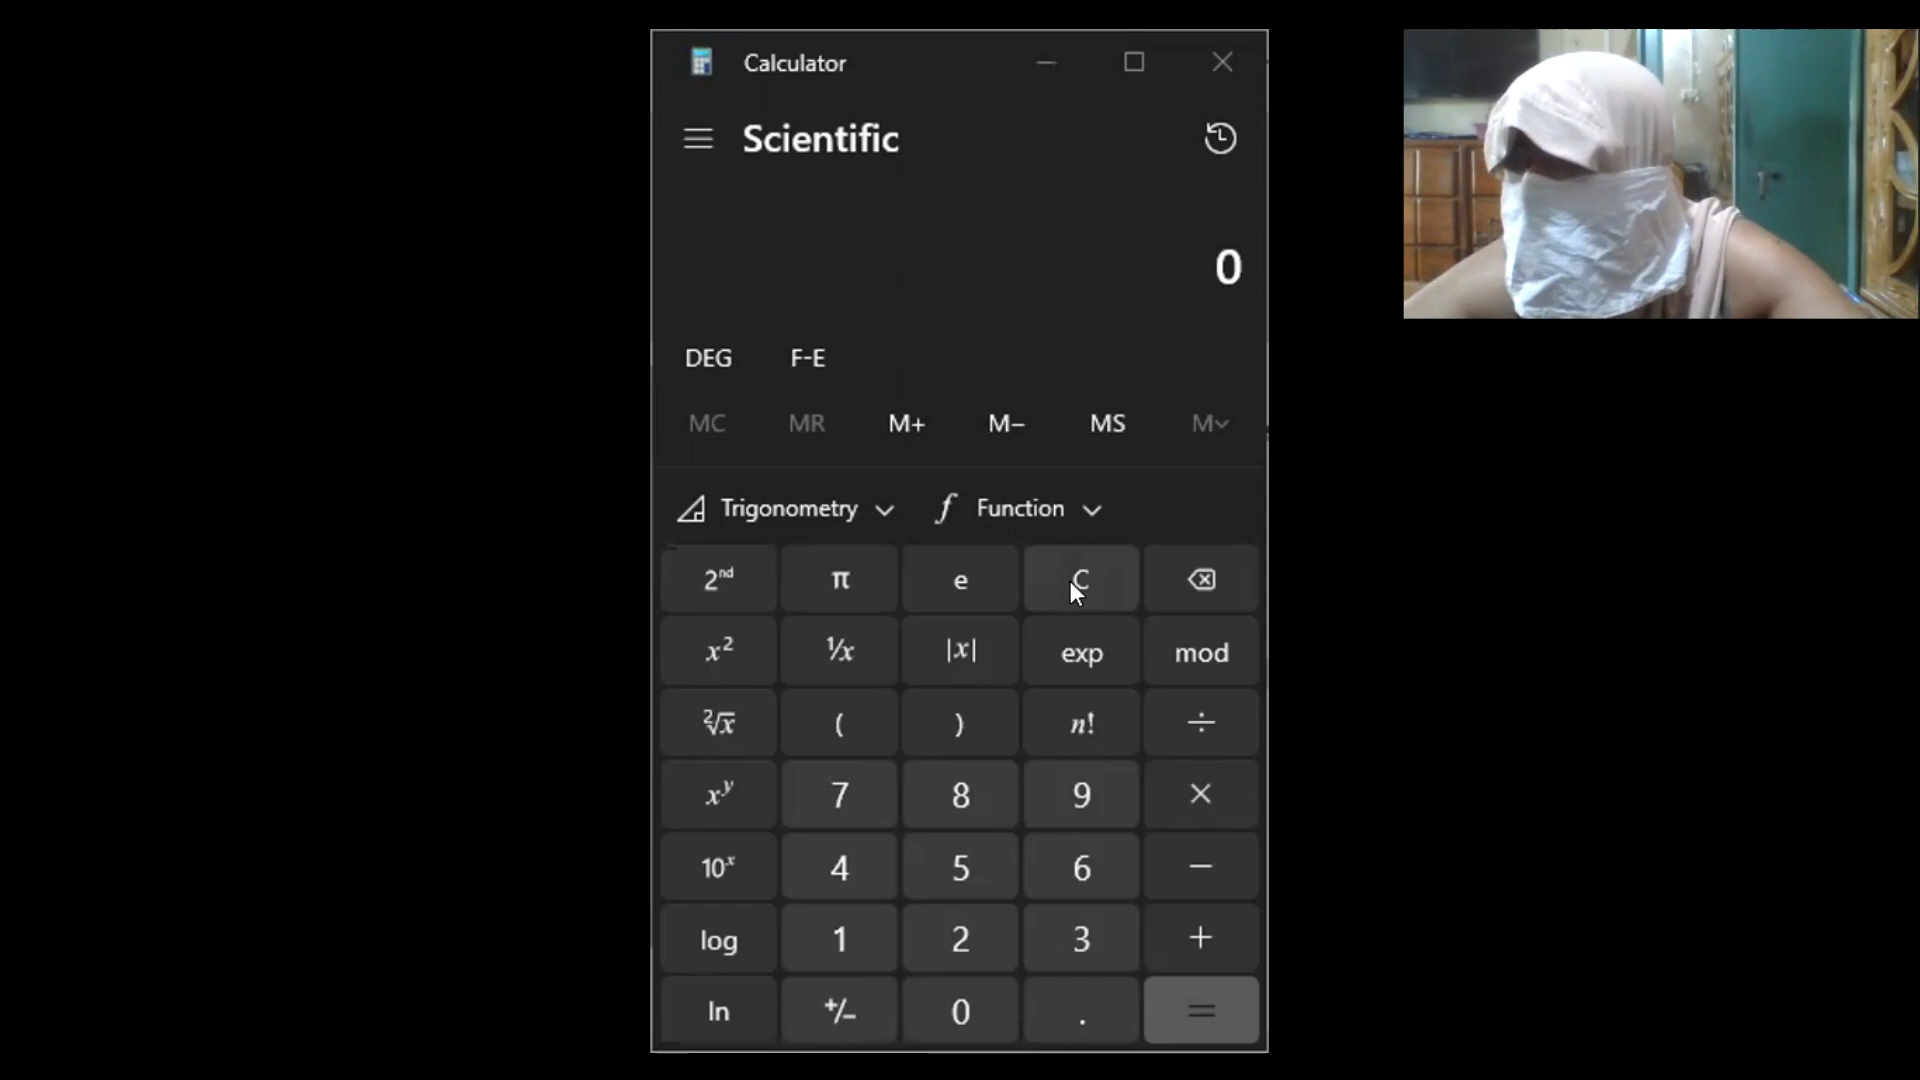 Calculator
Scientific
0
DEG F-E
MC MR M+ M− MS M
Trigonometry f Function
2nd π e C
x² ⅟x |x| exp mod
²√x ( ) n! ÷
xʸ 7 8 9 ×
10ˣ 4 5 6 −
log 1 2 3 +
ln +/− 0 . =